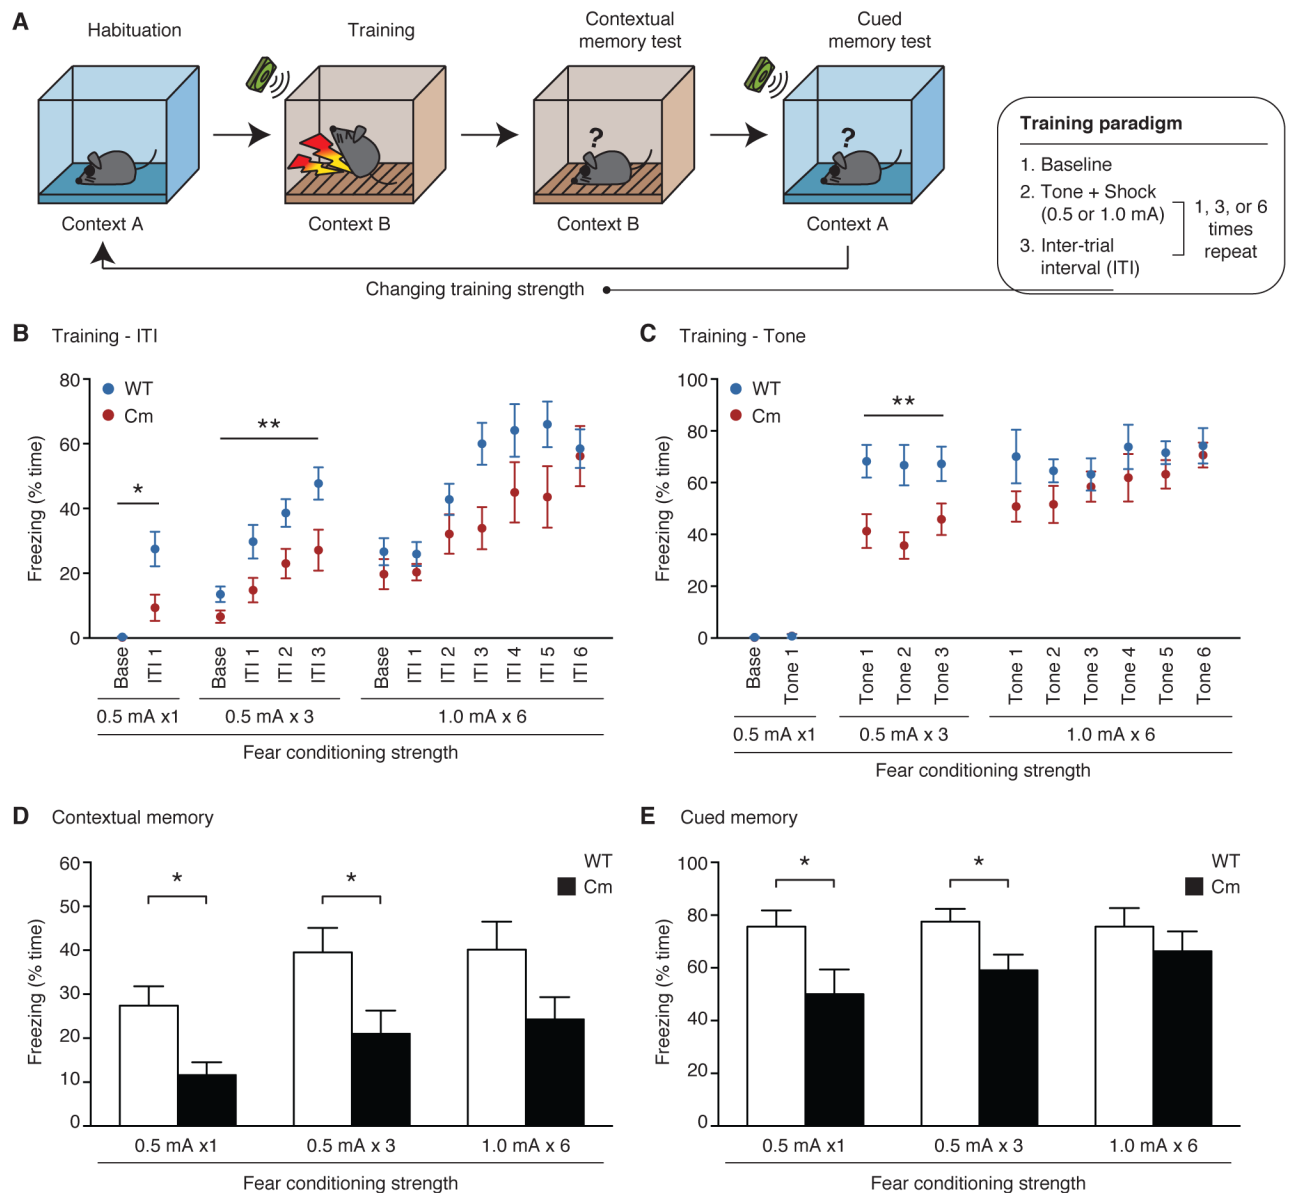 A
Habituation
Training
Contextual
memory test
Cued
memory test
?
?
Context A
Context B
Context B
Context A
Changing training strength
Training paradigm
1. Baseline
2. Tone + Shock
(0.5 or 1.0 mA)
3. Inter-trial
interval (ITI)
1, 3, or 6
times
repeat
B Training - ITI
80
60
40
20
0
Freezing (% time)
WT
Cm
*
**
Base
ITI 1
Base
ITI 1
ITI 2
ITI 3
Base
ITI 1
ITI 2
ITI 3
ITI 4
ITI 5
ITI 6
0.5 mA x1
0.5 mA x 3
1.0 mA x 6
Fear conditioning strength
C Training - Tone
100
80
60
40
20
0
Freezing (% time)
WT
Cm
**
Base
Tone 1
Tone 1
Tone 2
Tone 3
Tone 1
Tone 2
Tone 3
Tone 4
Tone 5
Tone 6
0.5 mA x1
0.5 mA x 3
1.0 mA x 6
Fear conditioning strength
D Contextual memory
60
50
40
30
20
10
0
Freezing (% time)
WT
Cm
*
*
0.5 mA x1
0.5 mA x 3
1.0 mA x 6
Fear conditioning strength
E Cued memory
100
80
60
40
20
0
Freezing (% time)
WT
Cm
*
*
0.5 mA x1
0.5 mA x 3
1.0 mA x 6
Fear conditioning strength